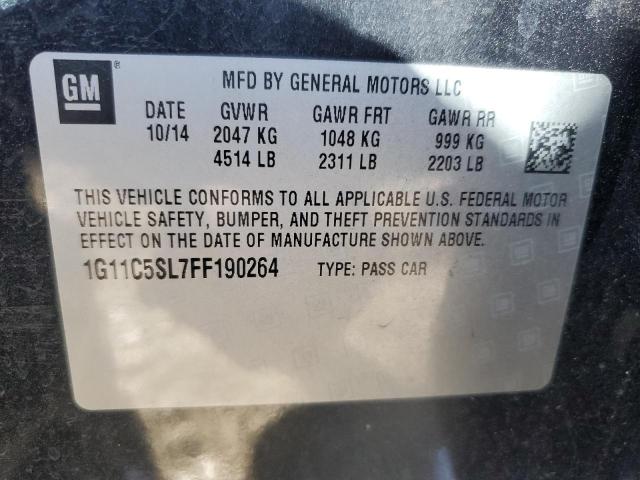 GM®
MFD BY GENERAL MOTORS LLC
DATE GVWR GAWR FRT GAWR RR
10/14 2047 KG 1048 KG 999 KG
4514 LB 2311 LB 2203 LB
THIS VEHICLE CONFORMS TO ALL APPLICABLE U.S. FEDERAL MOTOR
VEHICLE SAFETY, BUMPER, AND THEFT PREVENTION STANDARDS IN
EFFECT ON THE DATE OF MANUFACTURE SHOWN ABOVE.
1G11C5SL7FF190264 TYPE: PASS CAR